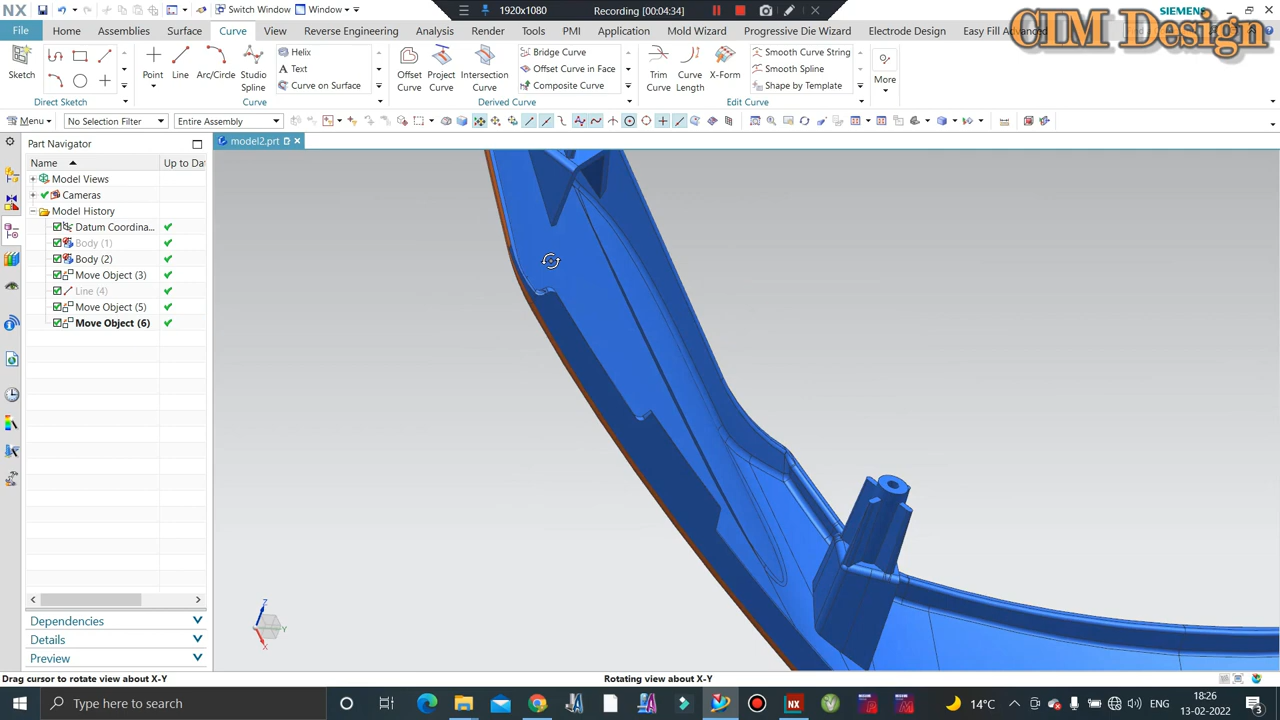 NX
Switch Window
Window
1920x1080
Recording [00:04:34]
SIEMENS
CIM Design
File
Home
Assemblies
Surface
Curve
View
Reverse Engineering
Analysis
Render
Tools
PMI
Application
Mold Wizard
Progressive Die Wizard
Electrode Design
Easy Fill Advanced
Sketch
Direct Sketch
Point
Line
Arc/Circle
Studio Spline
Helix
Text
Curve on Surface
Curve
Offset Curve
Project Curve
Intersection Curve
Bridge Curve
Offset Curve in Face
Composite Curve
Derived Curve
Trim Curve
Curve Length
X-Form
Smooth Curve String
Smooth Spline
Shape by Template
Edit Curve
More
Menu
No Selection Filter
Entire Assembly
Part Navigator
model2.prt
Name
Up to Da
Model Views
Cameras
Model History
Datum Coordina...
Body (1)
Body (2)
Move Object (3)
Line (4)
Move Object (5)
Move Object (6)
Z
Y
X
Dependencies
Details
Preview
Drag cursor to rotate view about X-Y
Rotating view about X-Y
Type here to search
14°C
ENG
18:26
13-02-2022
3